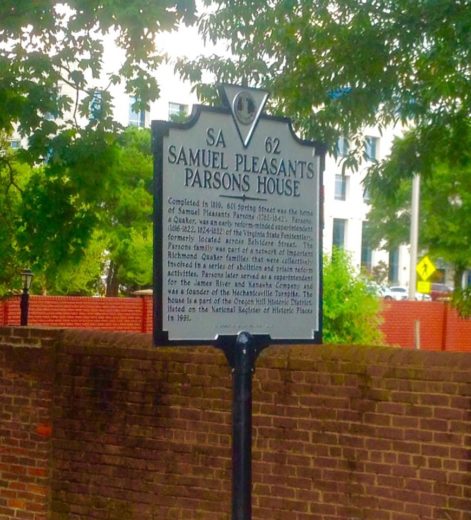 SA 62
SAMUEL PLEASANTS
PARSONS HOUSE
Completed in 1819, 601 Spring Street was the home
of Samuel Pleasants Parsons (1783-1842). Parsons,
a Quaker, was an early reform-minded superintendent
(1816-1822, 1824-1832) of the Virginia State Penitentiary,
formerly located across Belvidere Street. The
Parsons family was part of a network of important
Richmond Quaker families that were collectively
involved in a series of abolition and prison reform
activities. Parsons later served as a superintendent
for the James River and Kanawha Company and
was a founder of the Mechanicsville Turnpike. The
house is a part of the Oregon Hill Historic District,
listed on the National Register of Historic Places
in 1991.